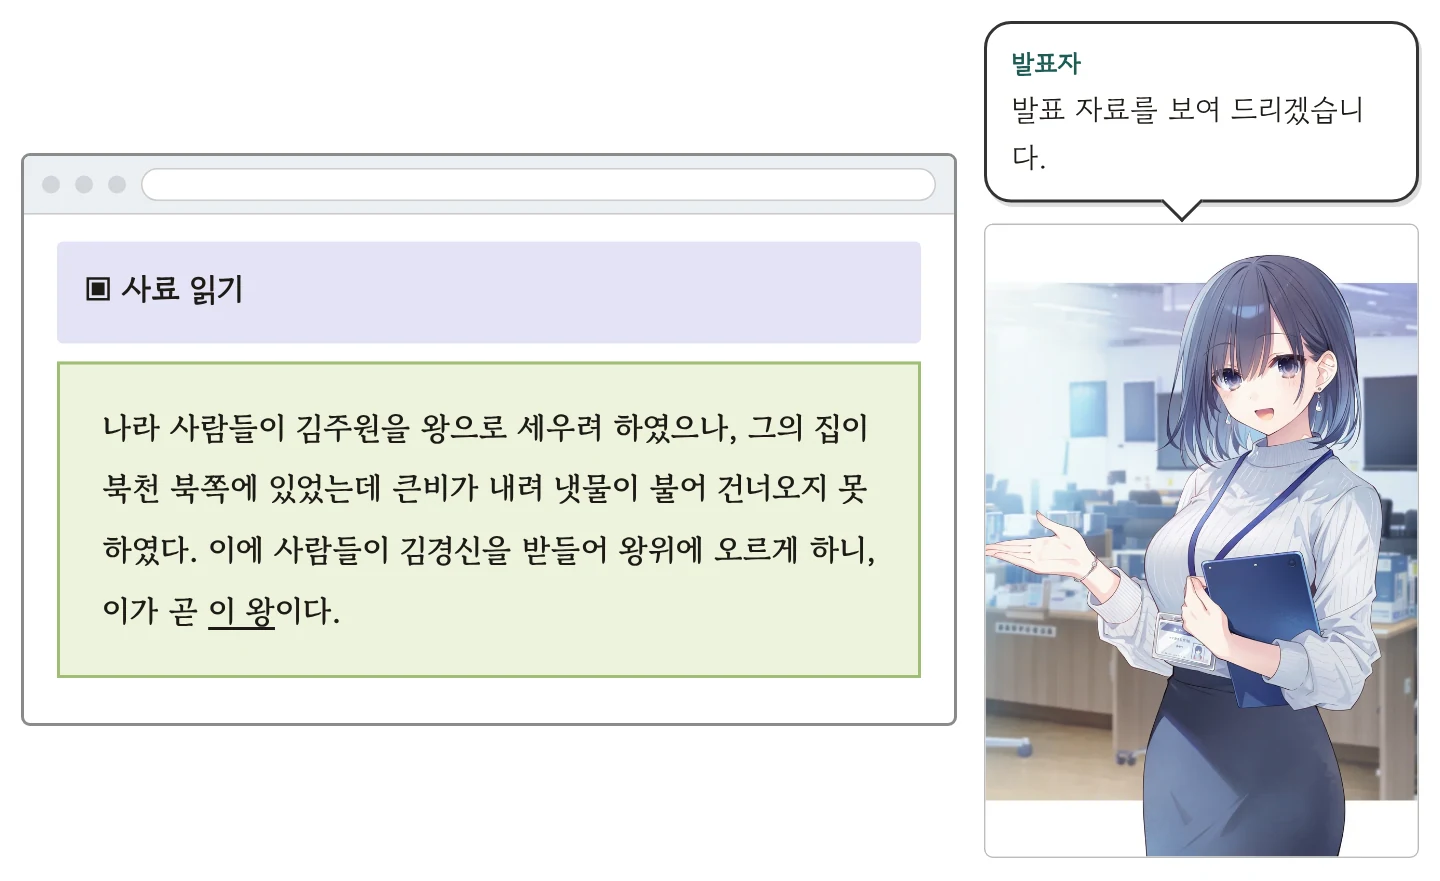 ▣ 사료 읽기
나라 사람들이 김주원을 왕으로 세우려 하였으나, 그의 집이
북천 북쪽에 있었는데 큰비가 내려 냇물이 불어 건너오지 못
하였다. 이에 사람들이 김경신을 받들어 왕위에 오르게 하니,
이가 곧 이 왕이다.
발표자
발표 자료를 보여 드리겠습니
다.